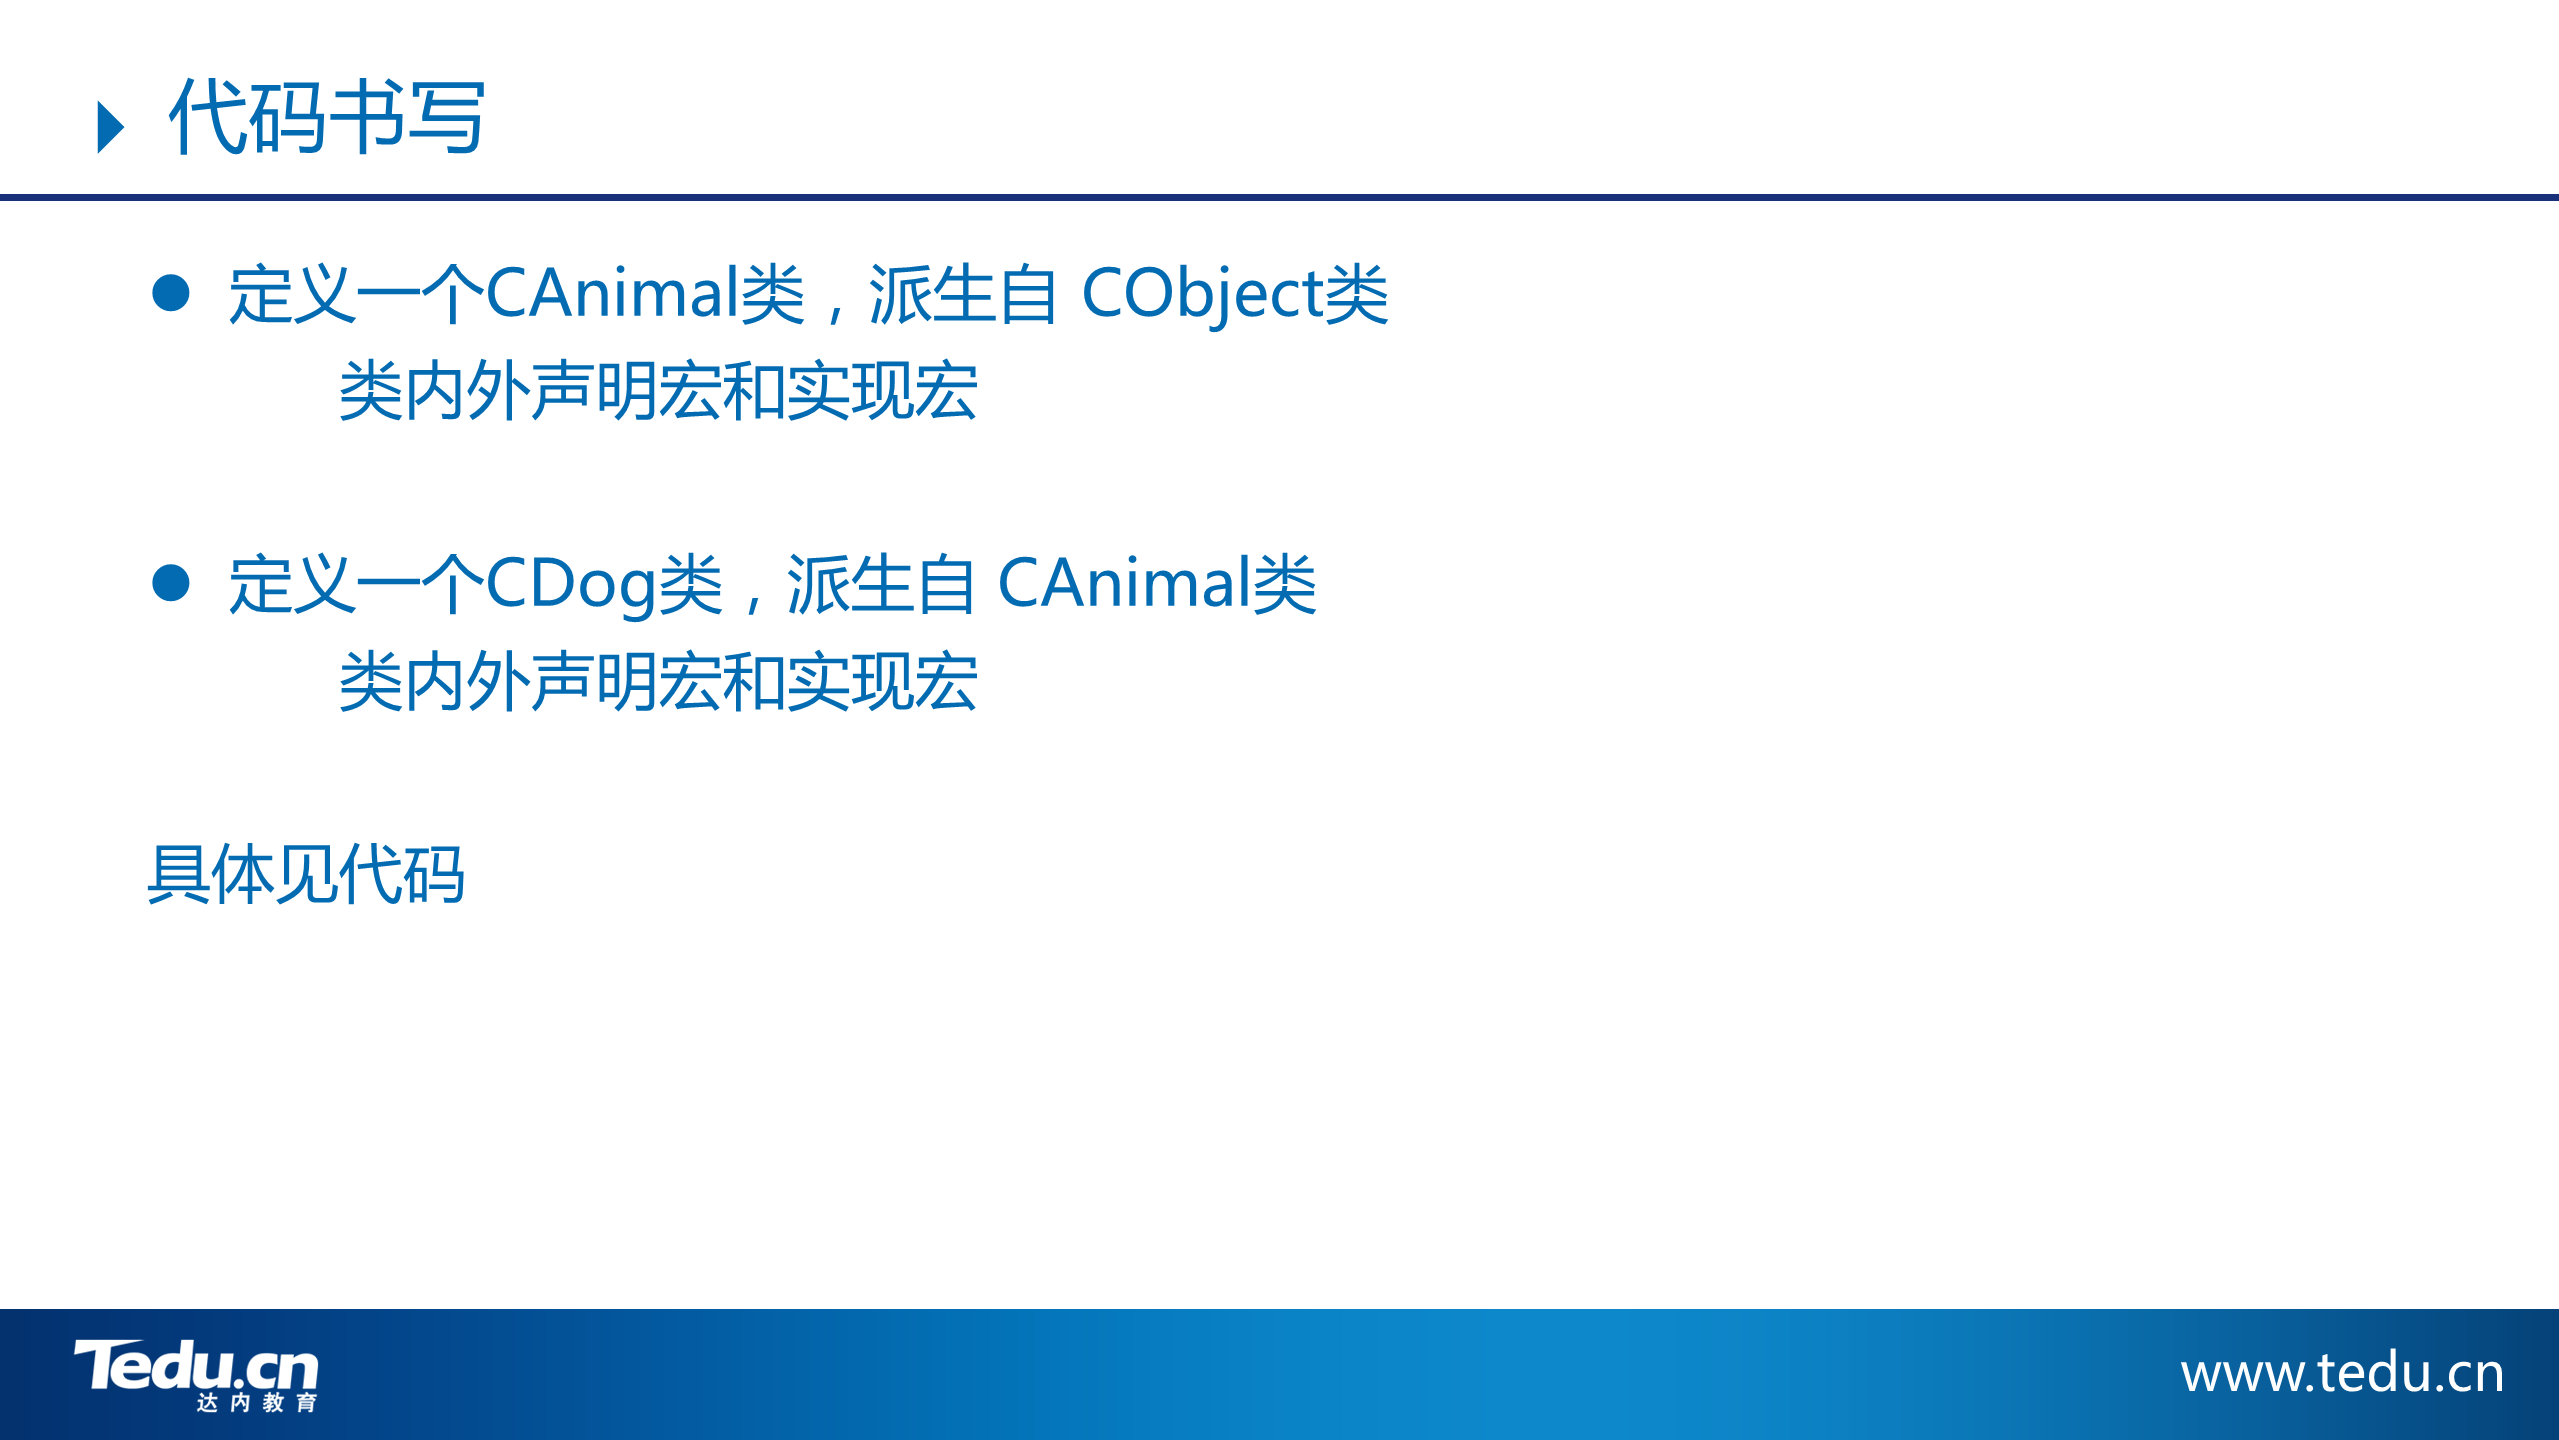 代码书写
定义一个CAnimal类，派生自 CObject类
类内外声明宏和实现宏
定义一个CDog类，派生自 CAnimal类
类内外声明宏和实现宏
具体见代码
Tedu.cn
达内教育
www.tedu.cn